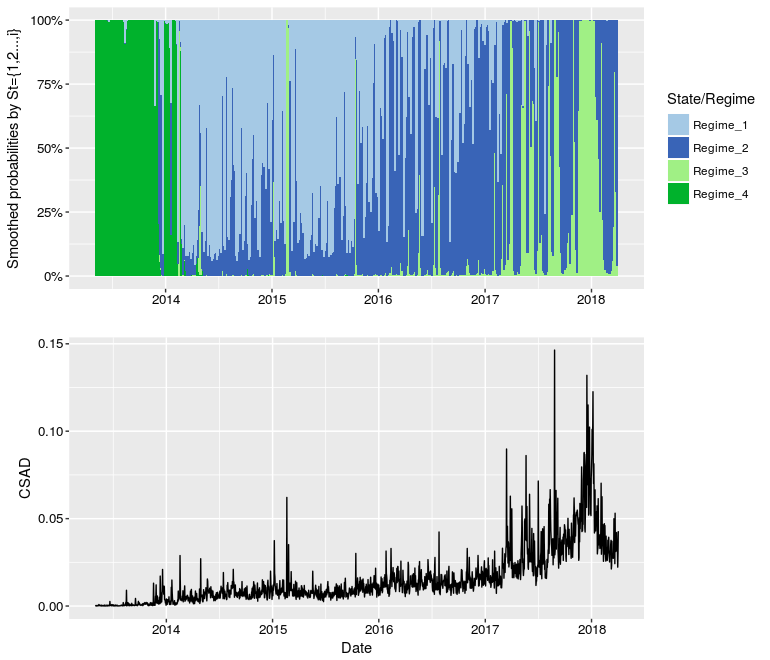 Smoothed probabilities by St={1,2...,i}
100%
75%
50%
25%
0%
2014 2015 2016 2017 2018
State/Regime
Regime_1
Regime_2
Regime_3
Regime_4
CSAD
0.15
0.10
0.05
0.00
2014 2015 2016 2017 2018
Date